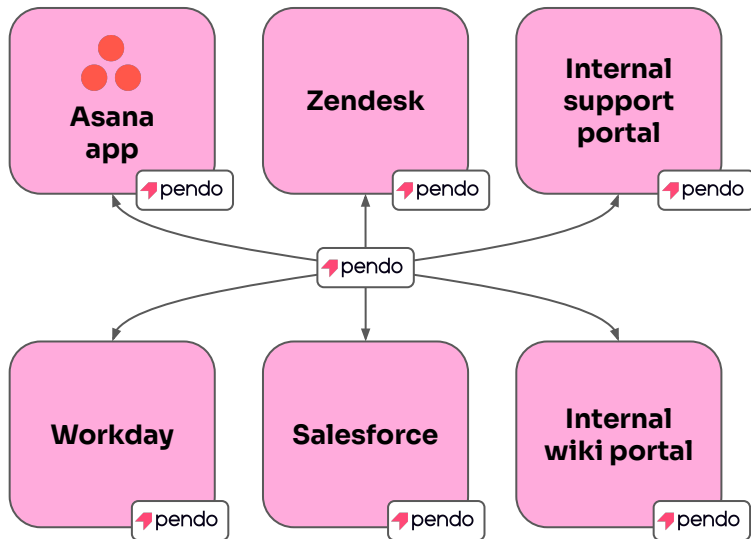 Asana
app
pendo
Zendesk
pendo
Internal
support
portal
pendo
pendo
Workday
pendo
Salesforce
pendo
Internal
wiki portal
pendo